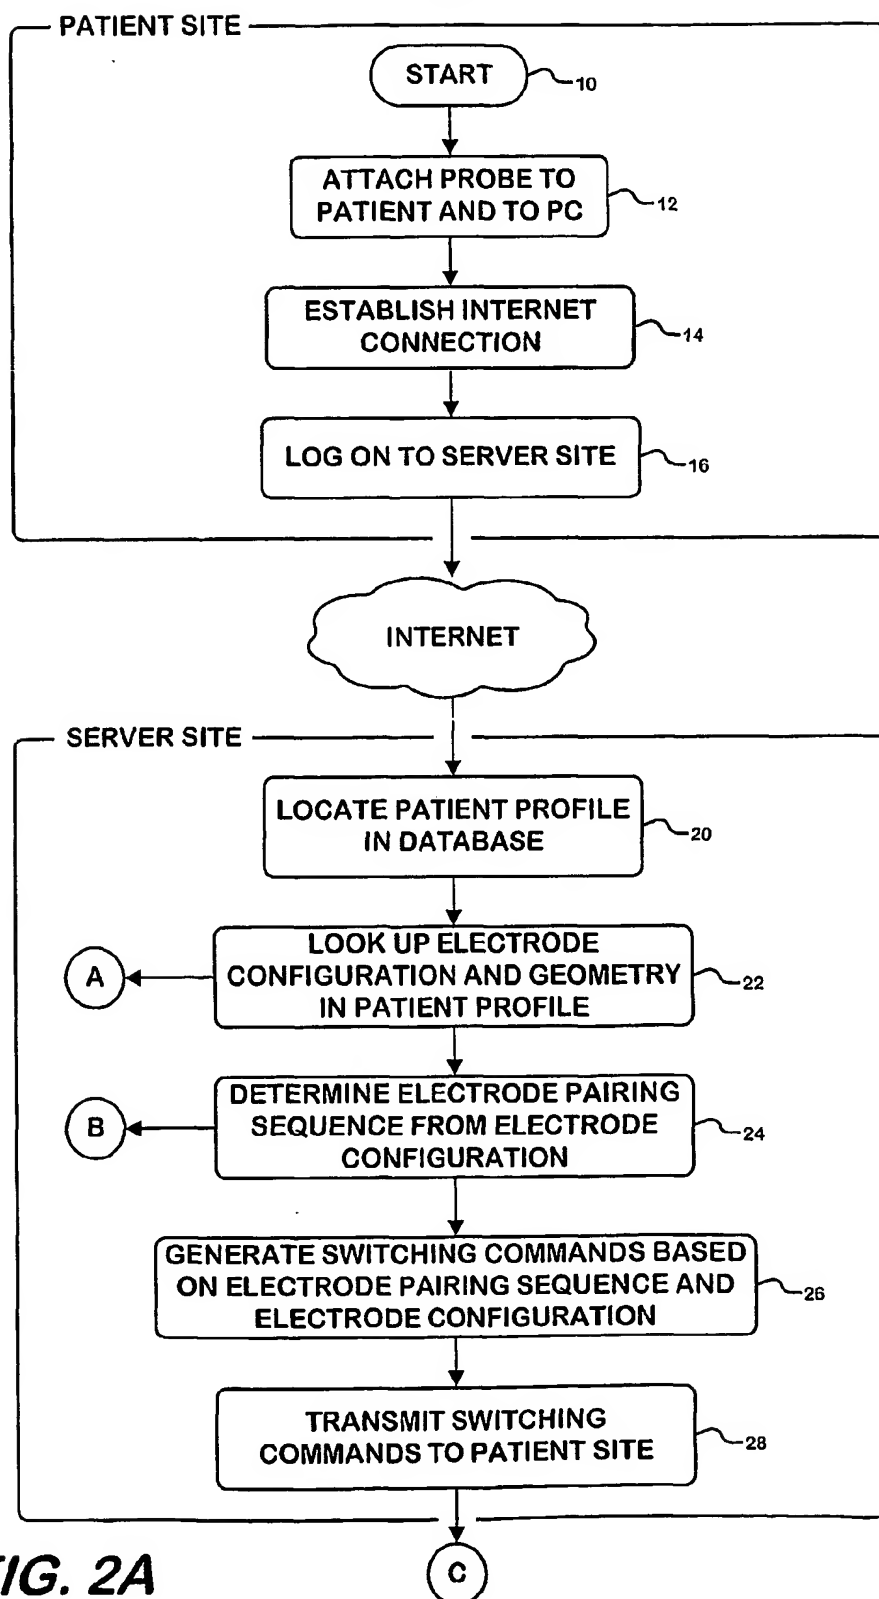 PATIENT SITE
START
10
ATTACH PROBE TO
PATIENT AND TO PC
12
ESTABLISH INTERNET
CONNECTION
14
LOG ON TO SERVER SITE
16
INTERNET
SERVER SITE
LOCATE PATIENT PROFILE
IN DATABASE
20
LOOK UP ELECTRODE
CONFIGURATION AND GEOMETRY
IN PATIENT PROFILE
22
A
DETERMINE ELECTRODE PAIRING
SEQUENCE FROM ELECTRODE
CONFIGURATION
24
B
GENERATE SWITCHING COMMANDS BASED
ON ELECTRODE PAIRING SEQUENCE AND
ELECTRODE CONFIGURATION
26
TRANSMIT SWITCHING
COMMANDS TO PATIENT SITE
28
C
FIG. 2A